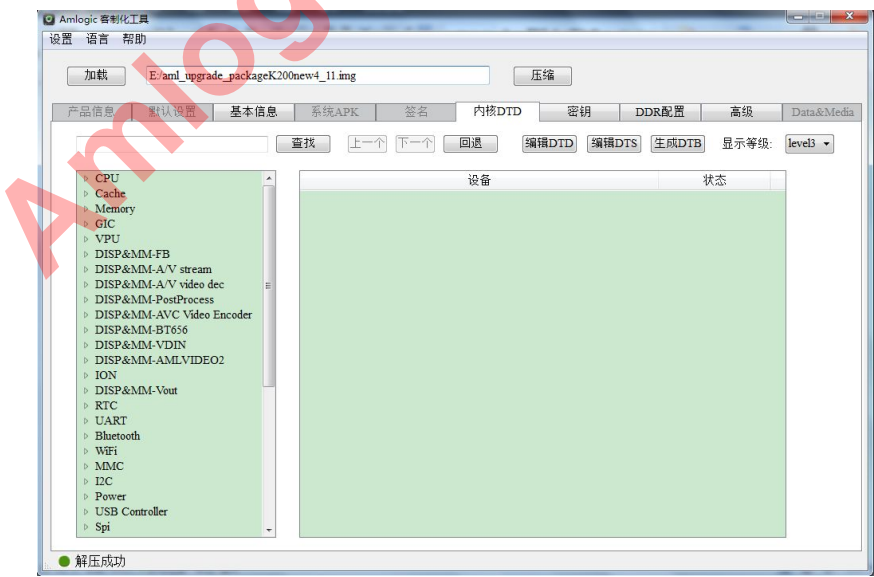 Amlogic 客制化工具
设置 语言 帮助
加载 E:/aml_upgrade_packageK200new4_11.img 压缩
产品信息 默认设置 基本信息 系统APK 签名 内核DTD 密钥 DDR配置 高级 Data&Media
查找 上一个 下一个 回退 编辑DTD 编辑DTS 生成DTB 显示等级: level3
设备 状态
CPU
Cache
Memory
GIC
VPU
DISP&MM-FB
DISP&MM-A/V stream
DISP&MM-A/V video dec
DISP&MM-PostProcess
DISP&MM-AVC Video Encoder
DISP&MM-BT656
DISP&MM-VDIN
DISP&MM-AMLVIDEO2
ION
DISP&MM-Vout
RTC
UART
Bluetooth
WiFi
MMC
I2C
Power
USB Controller
Spi
解压成功
Amlog